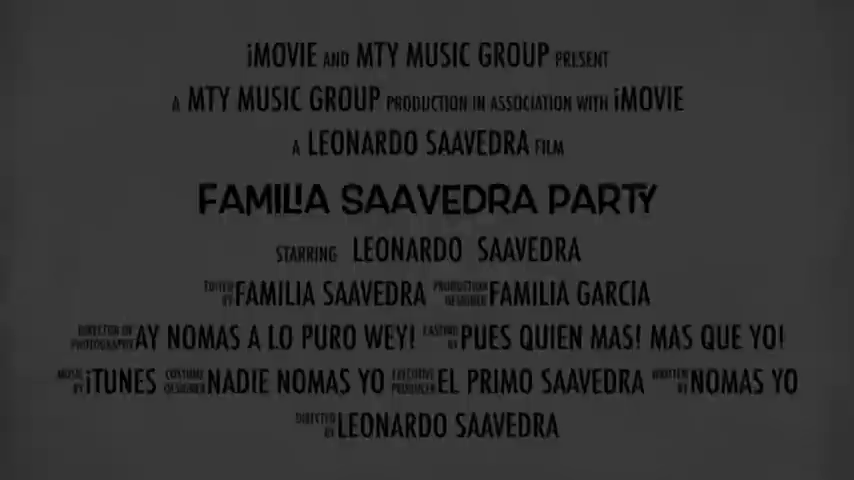 iMOVIE AND MTY MUSIC GROUP PRESENT
A MTY MUSIC GROUP PRODUCTION IN ASSOCIATION WITH iMOVIE
A LEONARDO SAAVEDRA FILM
FAMILIA SAAVEDRA PARTY
STARRING LEONARDO SAAVEDRA
EDITED BY FAMILIA SAAVEDRA PRODUCTION DESIGNER FAMILIA GARCIA
DIRECTOR OF PHOTOGRAPHY AY NOMAS A LO PURO WEY! CASTING BY PUES QUIEN MAS! MAS QUE YO!
MUSIC BY iTUNES COSTUME DESIGNER NADIE NOMAS YO EXECUTIVE PRODUCER EL PRIMO SAAVEDRA WRITTEN BY NOMAS YO
DIRECTED BY LEONARDO SAAVEDRA